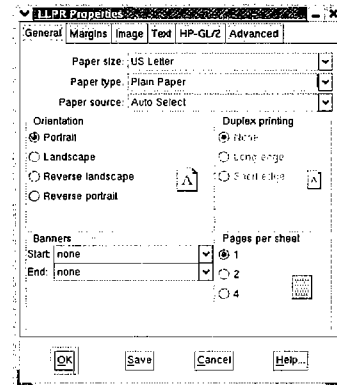 LLPR Properties
General Margins Image Text HP-GL/2 Advanced
Paper size: US Letter
Paper type: Plain Paper
Paper source: Auto Select
Orientation
Portrait
Landscape
Reverse landscape
Reverse portrait
A
Duplex printing
None
Long edge
Short edge
A
Banners
Start: none
End: none
Pages per sheet
1
2
4
OK Save Cancel Help...